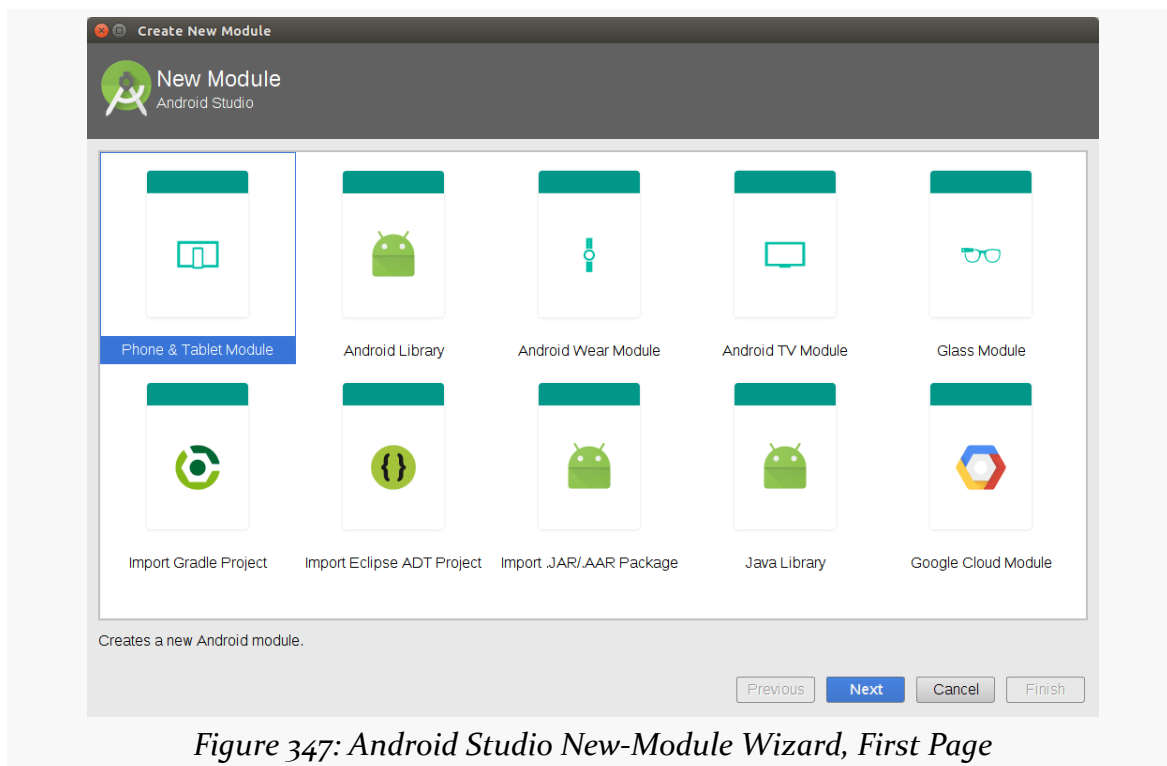 Create New Module
New Module
Android Studio
Phone & Tablet Module
Android Library
Android Wear Module
Android TV Module
Glass Module
{}
Import Gradle Project
Import Eclipse ADT Project
Import .JAR/.AAR Package
Java Library
Google Cloud Module
Creates a new Android module.
Previous
Next
Cancel
Finish
Figure 347: Android Studio New-Module Wizard, First Page